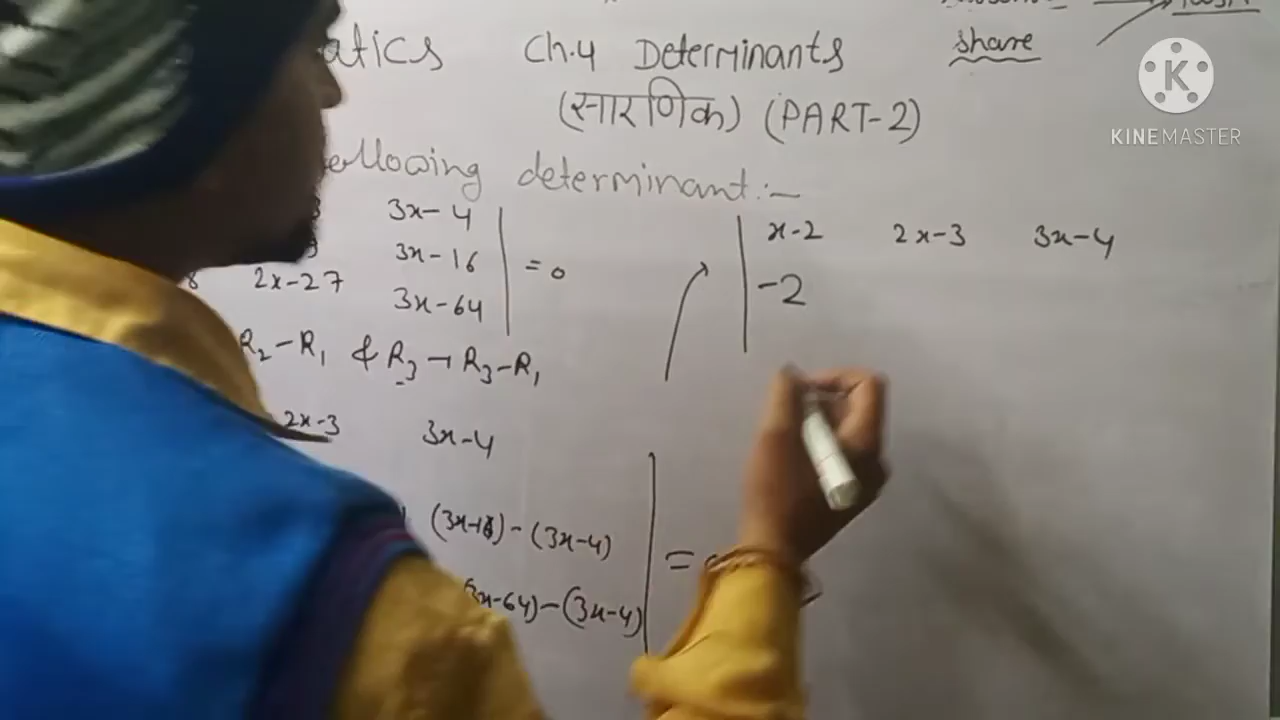 share
Ch.4 Determinants
(सारणिक) (PART-2)
following determinant:-
3x-4
3x-16 = 0
8 2x-27 3x-64
R2-R1 & R3→R3-R1
2x-3 3x-4
(3x-16)-(3x-4)
(3x-64)-(3x-4) =
x-2 2x-3 3x-4
-2
KINEMASTER